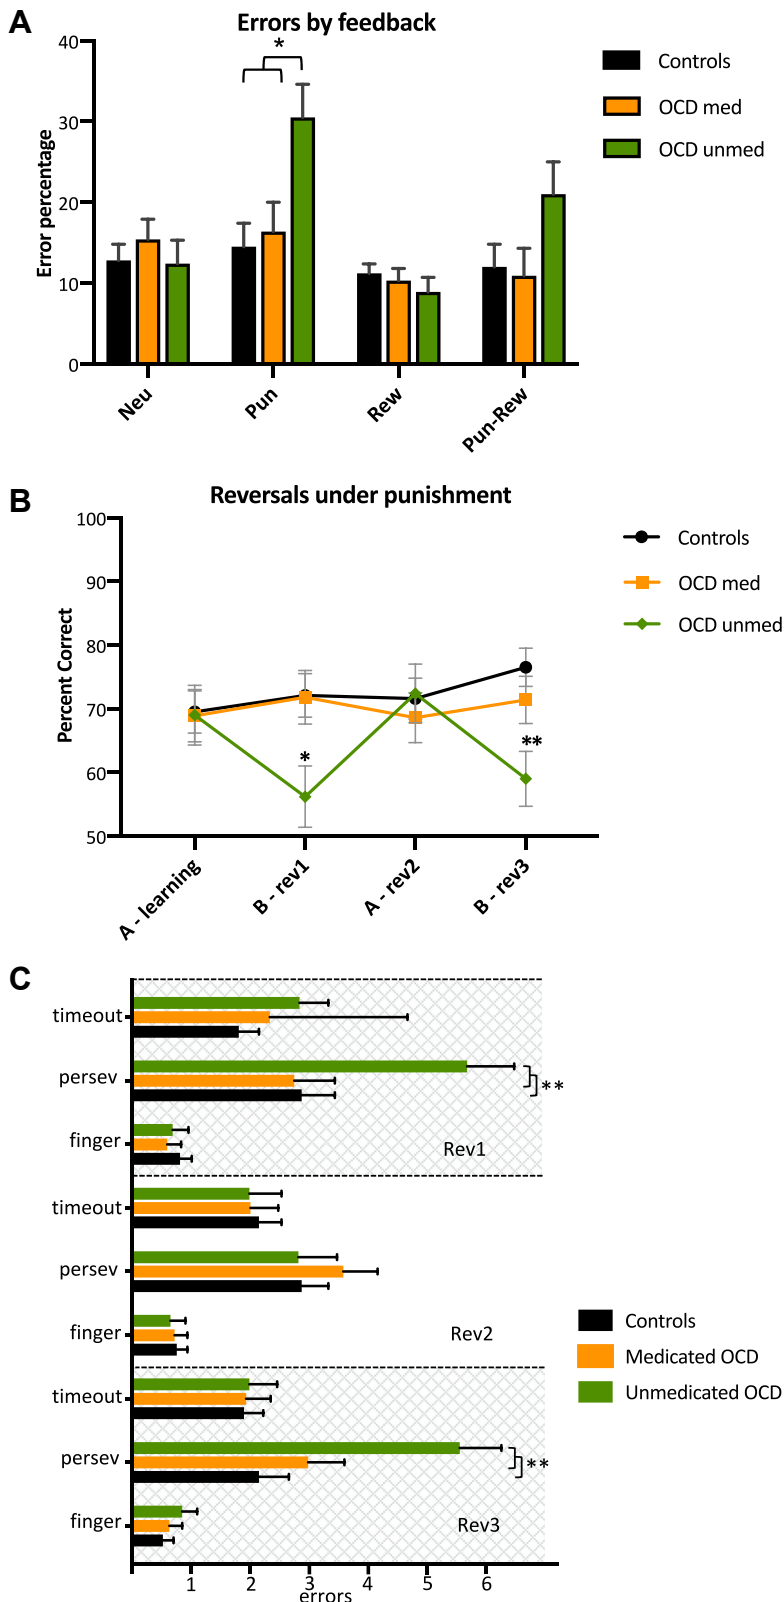 A
Errors by feedback
40
30
20
10
0
Error percentage
*
Controls
OCD med
OCD unmed
Neu
Pun
Rew
Pun-Rew
B
Reversals under punishment
100
90
80
70
60
50
Percent Correct
*
**
Controls
OCD med
OCD unmed
A - learning
B - rev1
A - rev2
B - rev3
C
timeout
persev
**
finger
Rev1
timeout
persev
finger
Rev2
timeout
persev
**
finger
Rev3
Controls
Medicated OCD
Unmedicated OCD
1 2 3 4 5 6
errors